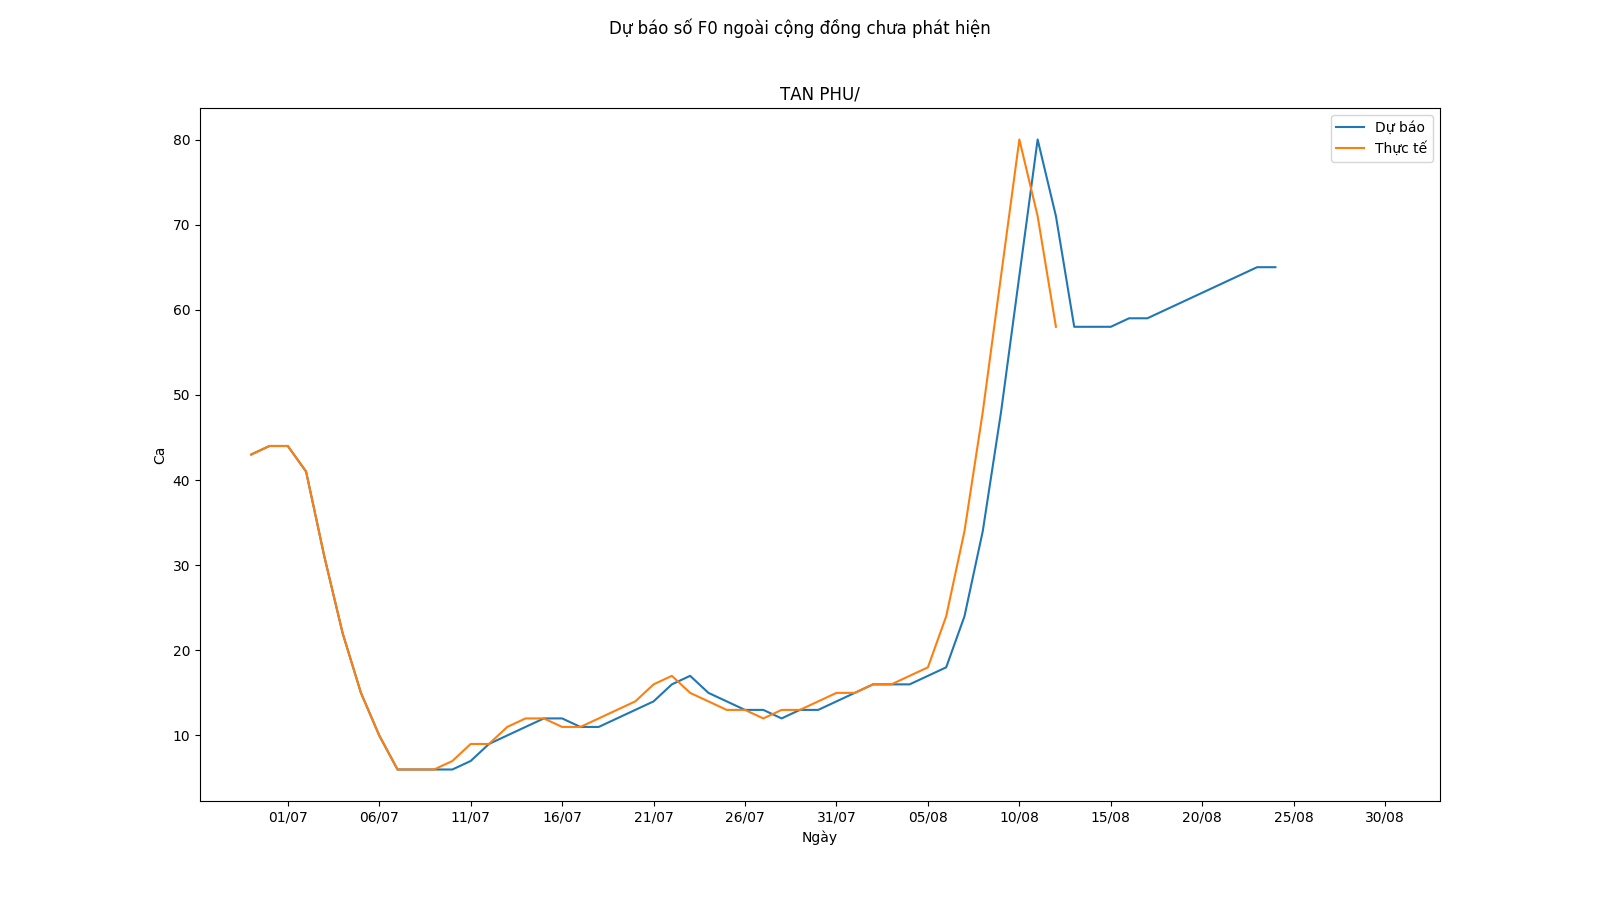 Dự báo số F0 ngoài cộng đồng chưa phát hiện
TAN PHU/
Dự báo
Thực tế
80
70
60
50
40
30
20
10
Ca
01/07 06/07 11/07 16/07 21/07 26/07 31/07 05/08 10/08 15/08 20/08 25/08 30/08
Ngày